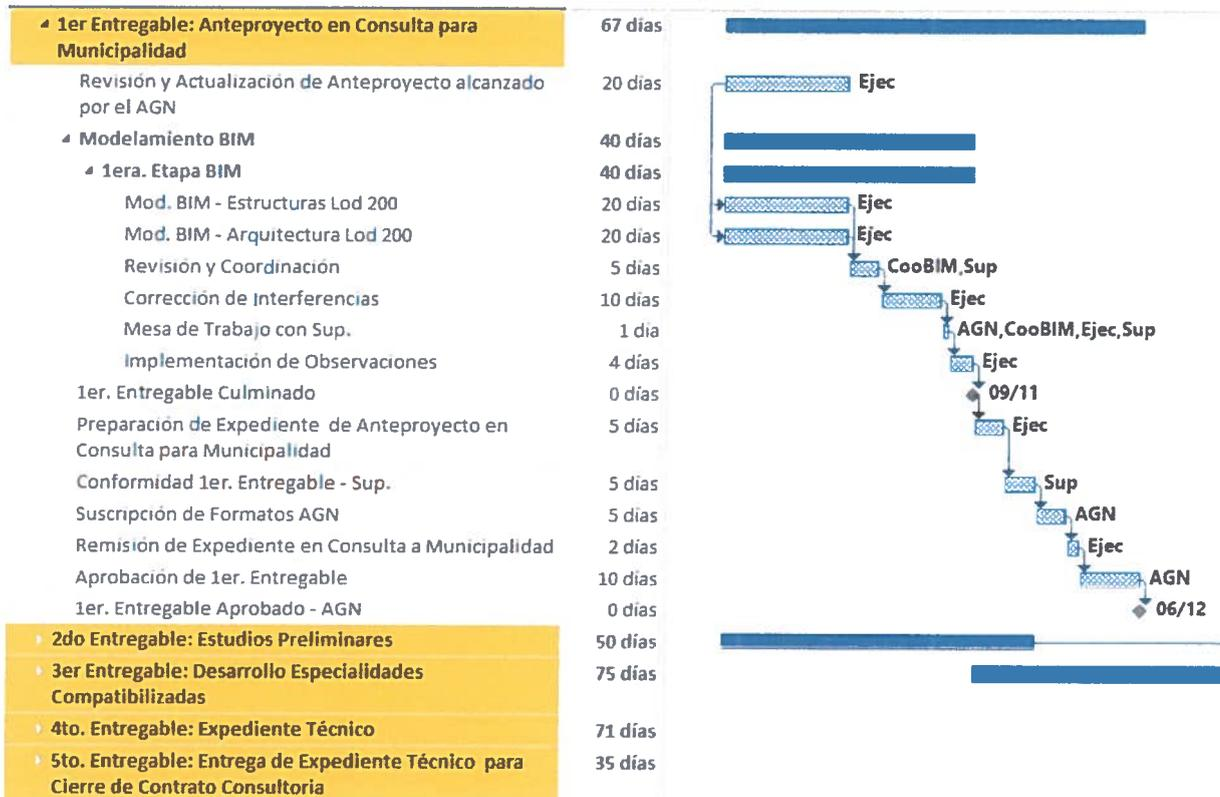 1er Entregable: Anteproyecto en Consulta para 67 días
Municipalidad
Revisión y Actualización de Anteproyecto alcanzado 20 días Ejec
por el AGN
Modelamiento BIM 40 días
1era. Etapa BIM 40 días
Mod. BIM - Estructuras Lod 200 20 días Ejec
Mod. BIM - Arquitectura Lod 200 20 días Ejec
Revisión y Coordinación 5 días CooBIM,Sup
Corrección de Interferencias 10 días Ejec
Mesa de Trabajo con Sup. 1 día AGN,CooBIM,Ejec,Sup
Implementación de Observaciones 4 días Ejec
1er. Entregable Culminado 0 días 09/11
Preparación de Expediente de Anteproyecto en 5 días Ejec
Consulta para Municipalidad
Conformidad 1er. Entregable - Sup. 5 días Sup
Suscripción de Formatos AGN 5 días AGN
Remisión de Expediente en Consulta a Municipalidad 2 días Ejec
Aprobación de 1er. Entregable 10 días AGN
1er. Entregable Aprobado - AGN 0 días 06/12
2do Entregable: Estudios Preliminares 50 días
3er Entregable: Desarrollo Especialidades 75 días
Compatibilizadas
4to. Entregable: Expediente Técnico 71 días
5to. Entregable: Entrega de Expediente Técnico para 35 días
Cierre de Contrato Consultoria